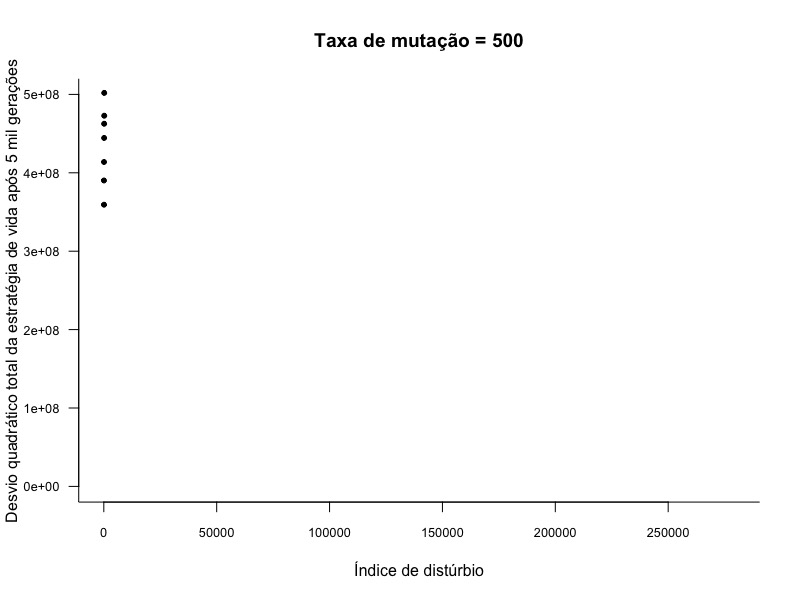 Taxa de mutação = 500
Desvio quadrático total da estratégia de vida após 5 mil gerações
5e+08
4e+08
3e+08
2e+08
1e+08
0e+00
0 50000 100000 150000 200000 250000
Índice de distúrbio